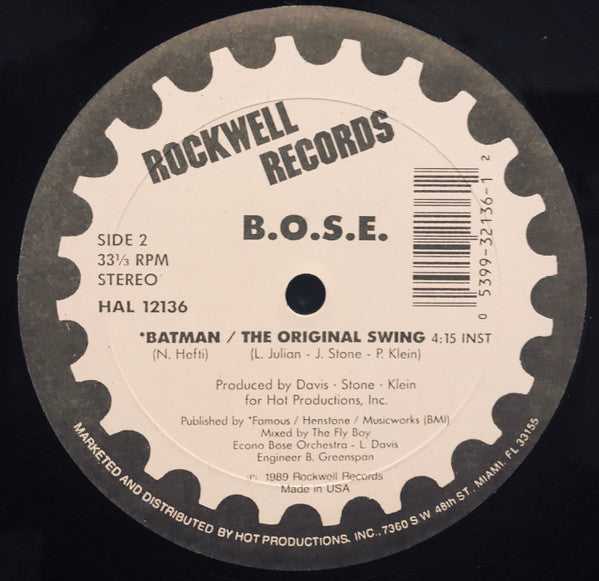 ROCKWELL
RECORDS
B.O.S.E.
SIDE 2
33⅓ RPM
STEREO
HAL 12136
0 5399-32136-1 2
*BATMAN / THE ORIGINAL SWING 4:15 INST
(N. Hefti) (L. Julian - J. Stone - P. Klein)
Produced by Davis · Stone · Klein
for Hot Productions, Inc.
Published by *Famous / Henstone / Musicworks (BMI)
Mixed by The Fly Boy
Econo Bose Orchestra - L. Davis
Engineer B. Greenspan
℗ 1989 Rockwell Records
Made in USA
MARKETED AND DISTRIBUTED BY HOT PRODUCTIONS, INC., 7360 S W 48th ST., MIAMI, FL 33155